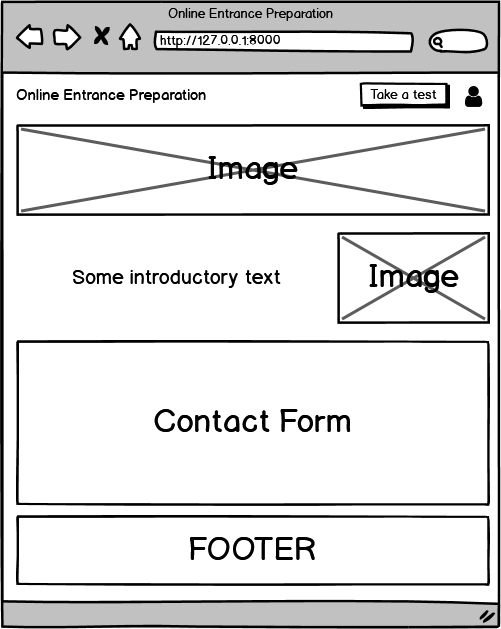 Online Entrance Preparation
http://127.0.0.1:8000
Online Entrance Preparation
Take a test
Image
Some introductory text
Image
Contact Form
FOOTER